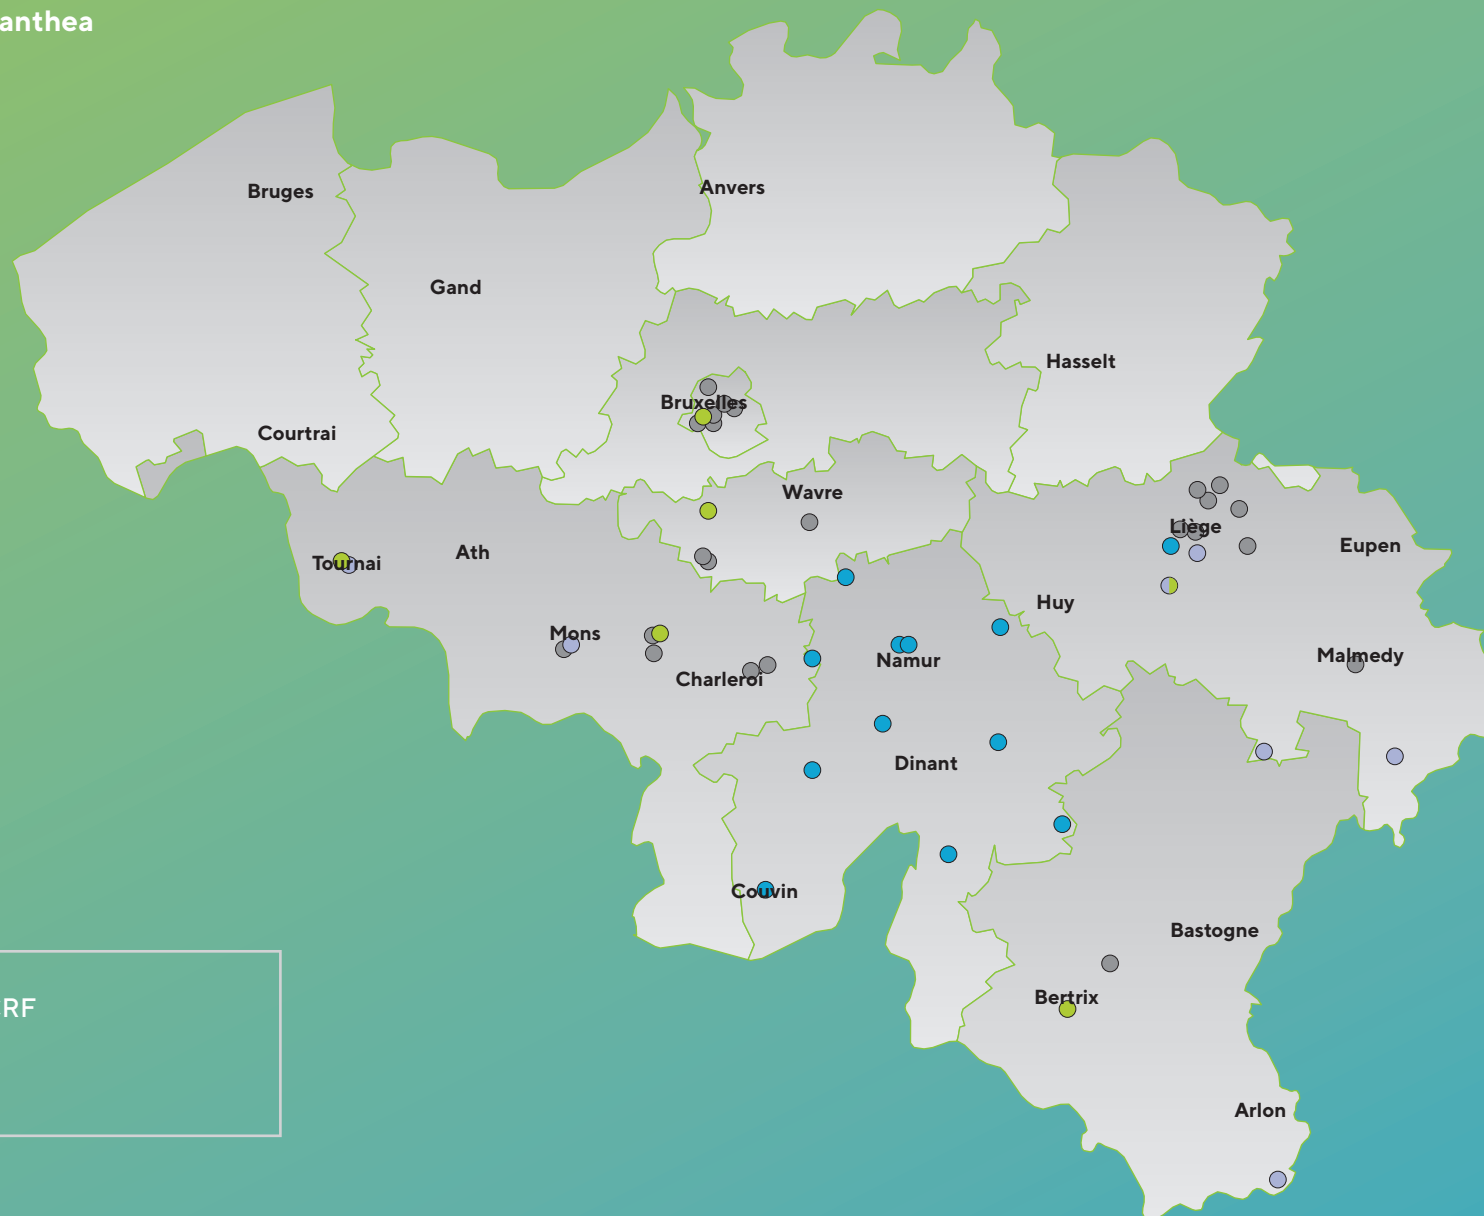 anthea
Bruges
Anvers
Gand
Hasselt
Bruxelles
Courtrai
Wavre
Liège
Eupen
Ath
Tournai
Huy
Mons
Malmedy
Namur
Charleroi
Dinant
Couvin
Bastogne
Bertrix
RF
Arlon